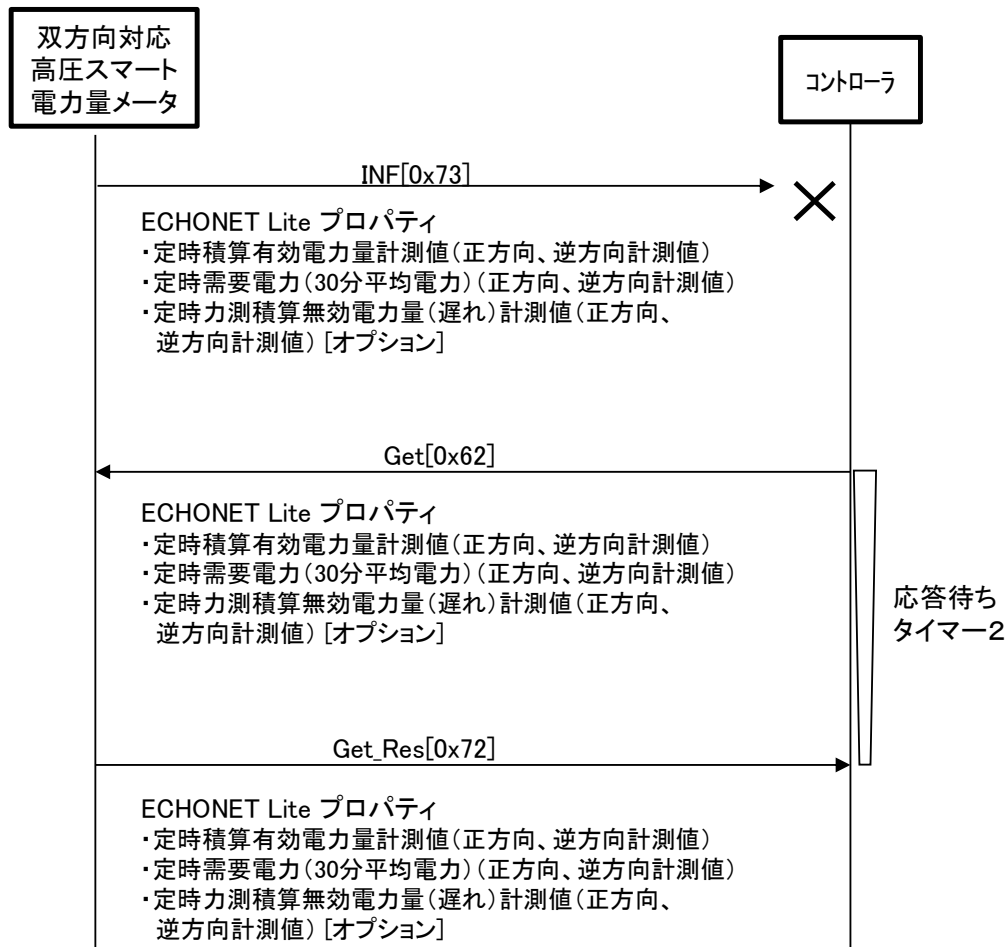 双方向対応
高圧スマート
電力量メータ
コントローラ
INF[0x73]
ECHONET Lite プロパティ
・定時積算有効電力量計測値(正方向、逆方向計測値)
・定時需要電力(30分平均電力)(正方向、逆方向計測値)
・定時力測積算無効電力量(遅れ)計測値(正方向、
逆方向計測値) [オプション]
Get[0x62]
ECHONET Lite プロパティ
・定時積算有効電力量計測値(正方向、逆方向計測値)
・定時需要電力(30分平均電力)(正方向、逆方向計測値)
・定時力測積算無効電力量(遅れ)計測値(正方向、
逆方向計測値) [オプション]
応答待ち
タイマー2
Get_Res[0x72]
ECHONET Lite プロパティ
・定時積算有効電力量計測値(正方向、逆方向計測値)
・定時需要電力(30分平均電力)(正方向、逆方向計測値)
・定時力測積算無効電力量(遅れ)計測値(正方向、
逆方向計測値) [オプション]